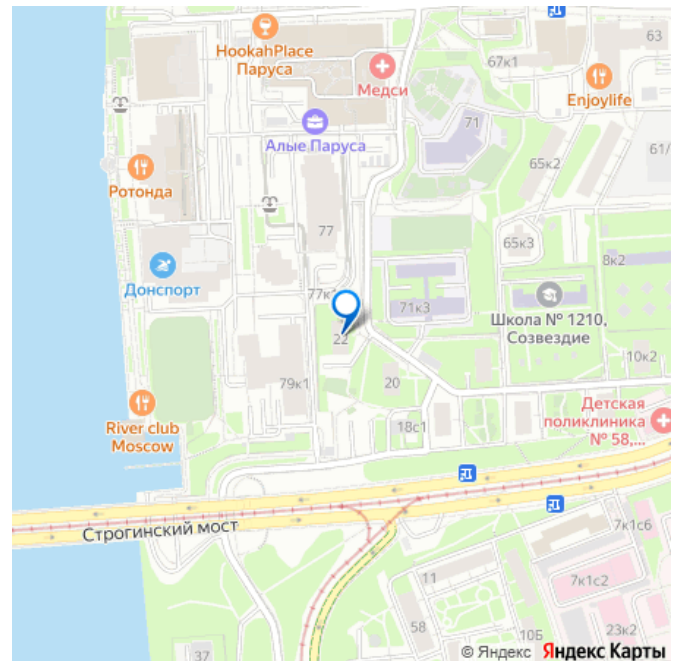 HookahPlace
Паруса
63
67к1
Медси
Enjoylife
71
Алые Паруса
61/
65к2
Ротонда
77
65к3
8к2
Донспорт
71к3
Школа № 1210,
Созвездие
22
10к2
79к1
20
Детская
поликлиника
№ 58,...
River club
Moscow
18с1
Строгинский мост
7к1с6
11
7к1с2
58
10Б
23к2
37
© Яндекс Яндекс Карты